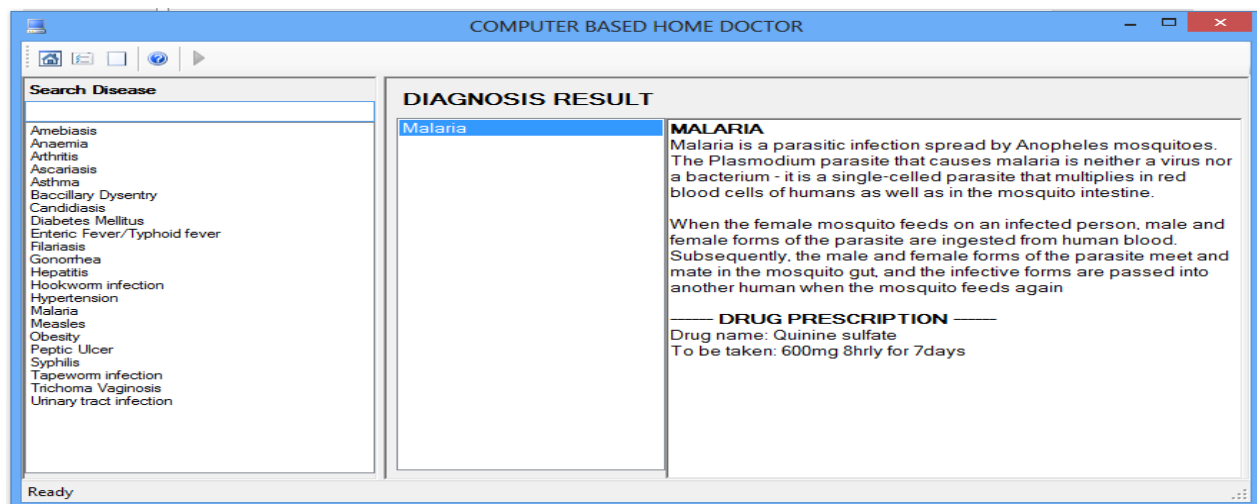 COMPUTER BASED HOME DOCTOR
Search Disease
Amebiasis
Anaemia
Arthritis
Ascariasis
Asthma
Baccillary Dysentry
Candidiasis
Diabetes Mellitus
Enteric Fever/Typhoid fever
Filariasis
Gonorrhea
Hepatitis
Hookworm infection
Hypertension
Malaria
Measles
Obesity
Peptic Ulcer
Syphilis
Tapeworm infection
Trichoma Vaginosis
Urinary tract infection
DIAGNOSIS RESULT
Malaria
MALARIA
Malaria is a parasitic infection spread by Anopheles mosquitoes.
The Plasmodium parasite that causes malaria is neither a virus nor
a bacterium - it is a single-celled parasite that multiplies in red
blood cells of humans as well as in the mosquito intestine.
When the female mosquito feeds on an infected person, male and
female forms of the parasite are ingested from human blood.
Subsequently, the male and female forms of the parasite meet and
mate in the mosquito gut, and the infective forms are passed into
another human when the mosquito feeds again
------ DRUG PRESCRIPTION ------
Drug name: Quinine sulfate
To be taken: 600mg 8hrly for 7days
Ready